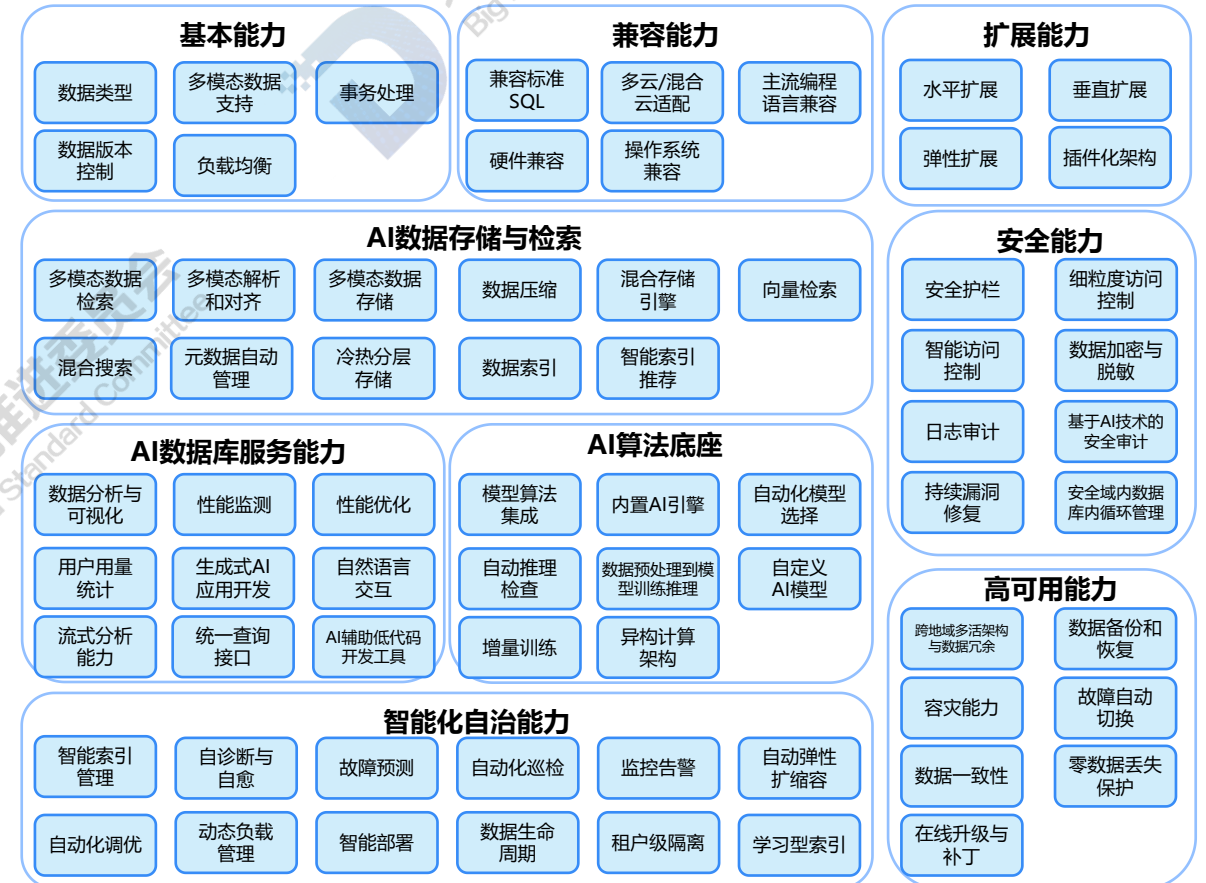 基本能力
数据类型
多模态数据
支持
事务处理
数据版本
控制
负载均衡
兼容能力
兼容标准
SQL
多云/混合
云适配
主流编程
语言兼容
硬件兼容
操作系统
兼容
扩展能力
水平扩展
垂直扩展
弹性扩展
插件化架构
AI数据存储与检索
多模态数据
检索
多模态解析
和对齐
多模态数据
存储
数据压缩
混合存储
引擎
向量检索
混合搜索
元数据自动
管理
冷热分层
存储
数据索引
智能索引
推荐
安全能力
安全护栏
细粒度访问
控制
智能访问
控制
数据加密与
脱敏
日志审计
基于AI技术的
安全审计
持续漏洞
修复
安全域内数据
库内循环管理
AI数据库服务能力
数据分析与
可视化
性能监测
性能优化
用户用量
统计
生成式AI
应用开发
自然语言
交互
流式分析
能力
统一查询
接口
AI辅助低代码
开发工具
AI算法底座
模型算法
集成
内置AI引擎
自动化模型
选择
自动推理
检查
数据预处理到模
型训练推理
自定义
AI模型
增量训练
异构计算
架构
高可用能力
跨地域多活架构
与数据冗余
数据备份和
恢复
容灾能力
故障自动
切换
数据一致性
零数据丢失
保护
在线升级与
补丁
智能化自治能力
智能索引
管理
自诊断与
自愈
故障预测
自动化巡检
监控告警
自动弹性
扩缩容
自动化调优
动态负载
管理
智能部署
数据生命
周期
租户级隔离
学习型索引
推进委员会
Standard Committee
Big